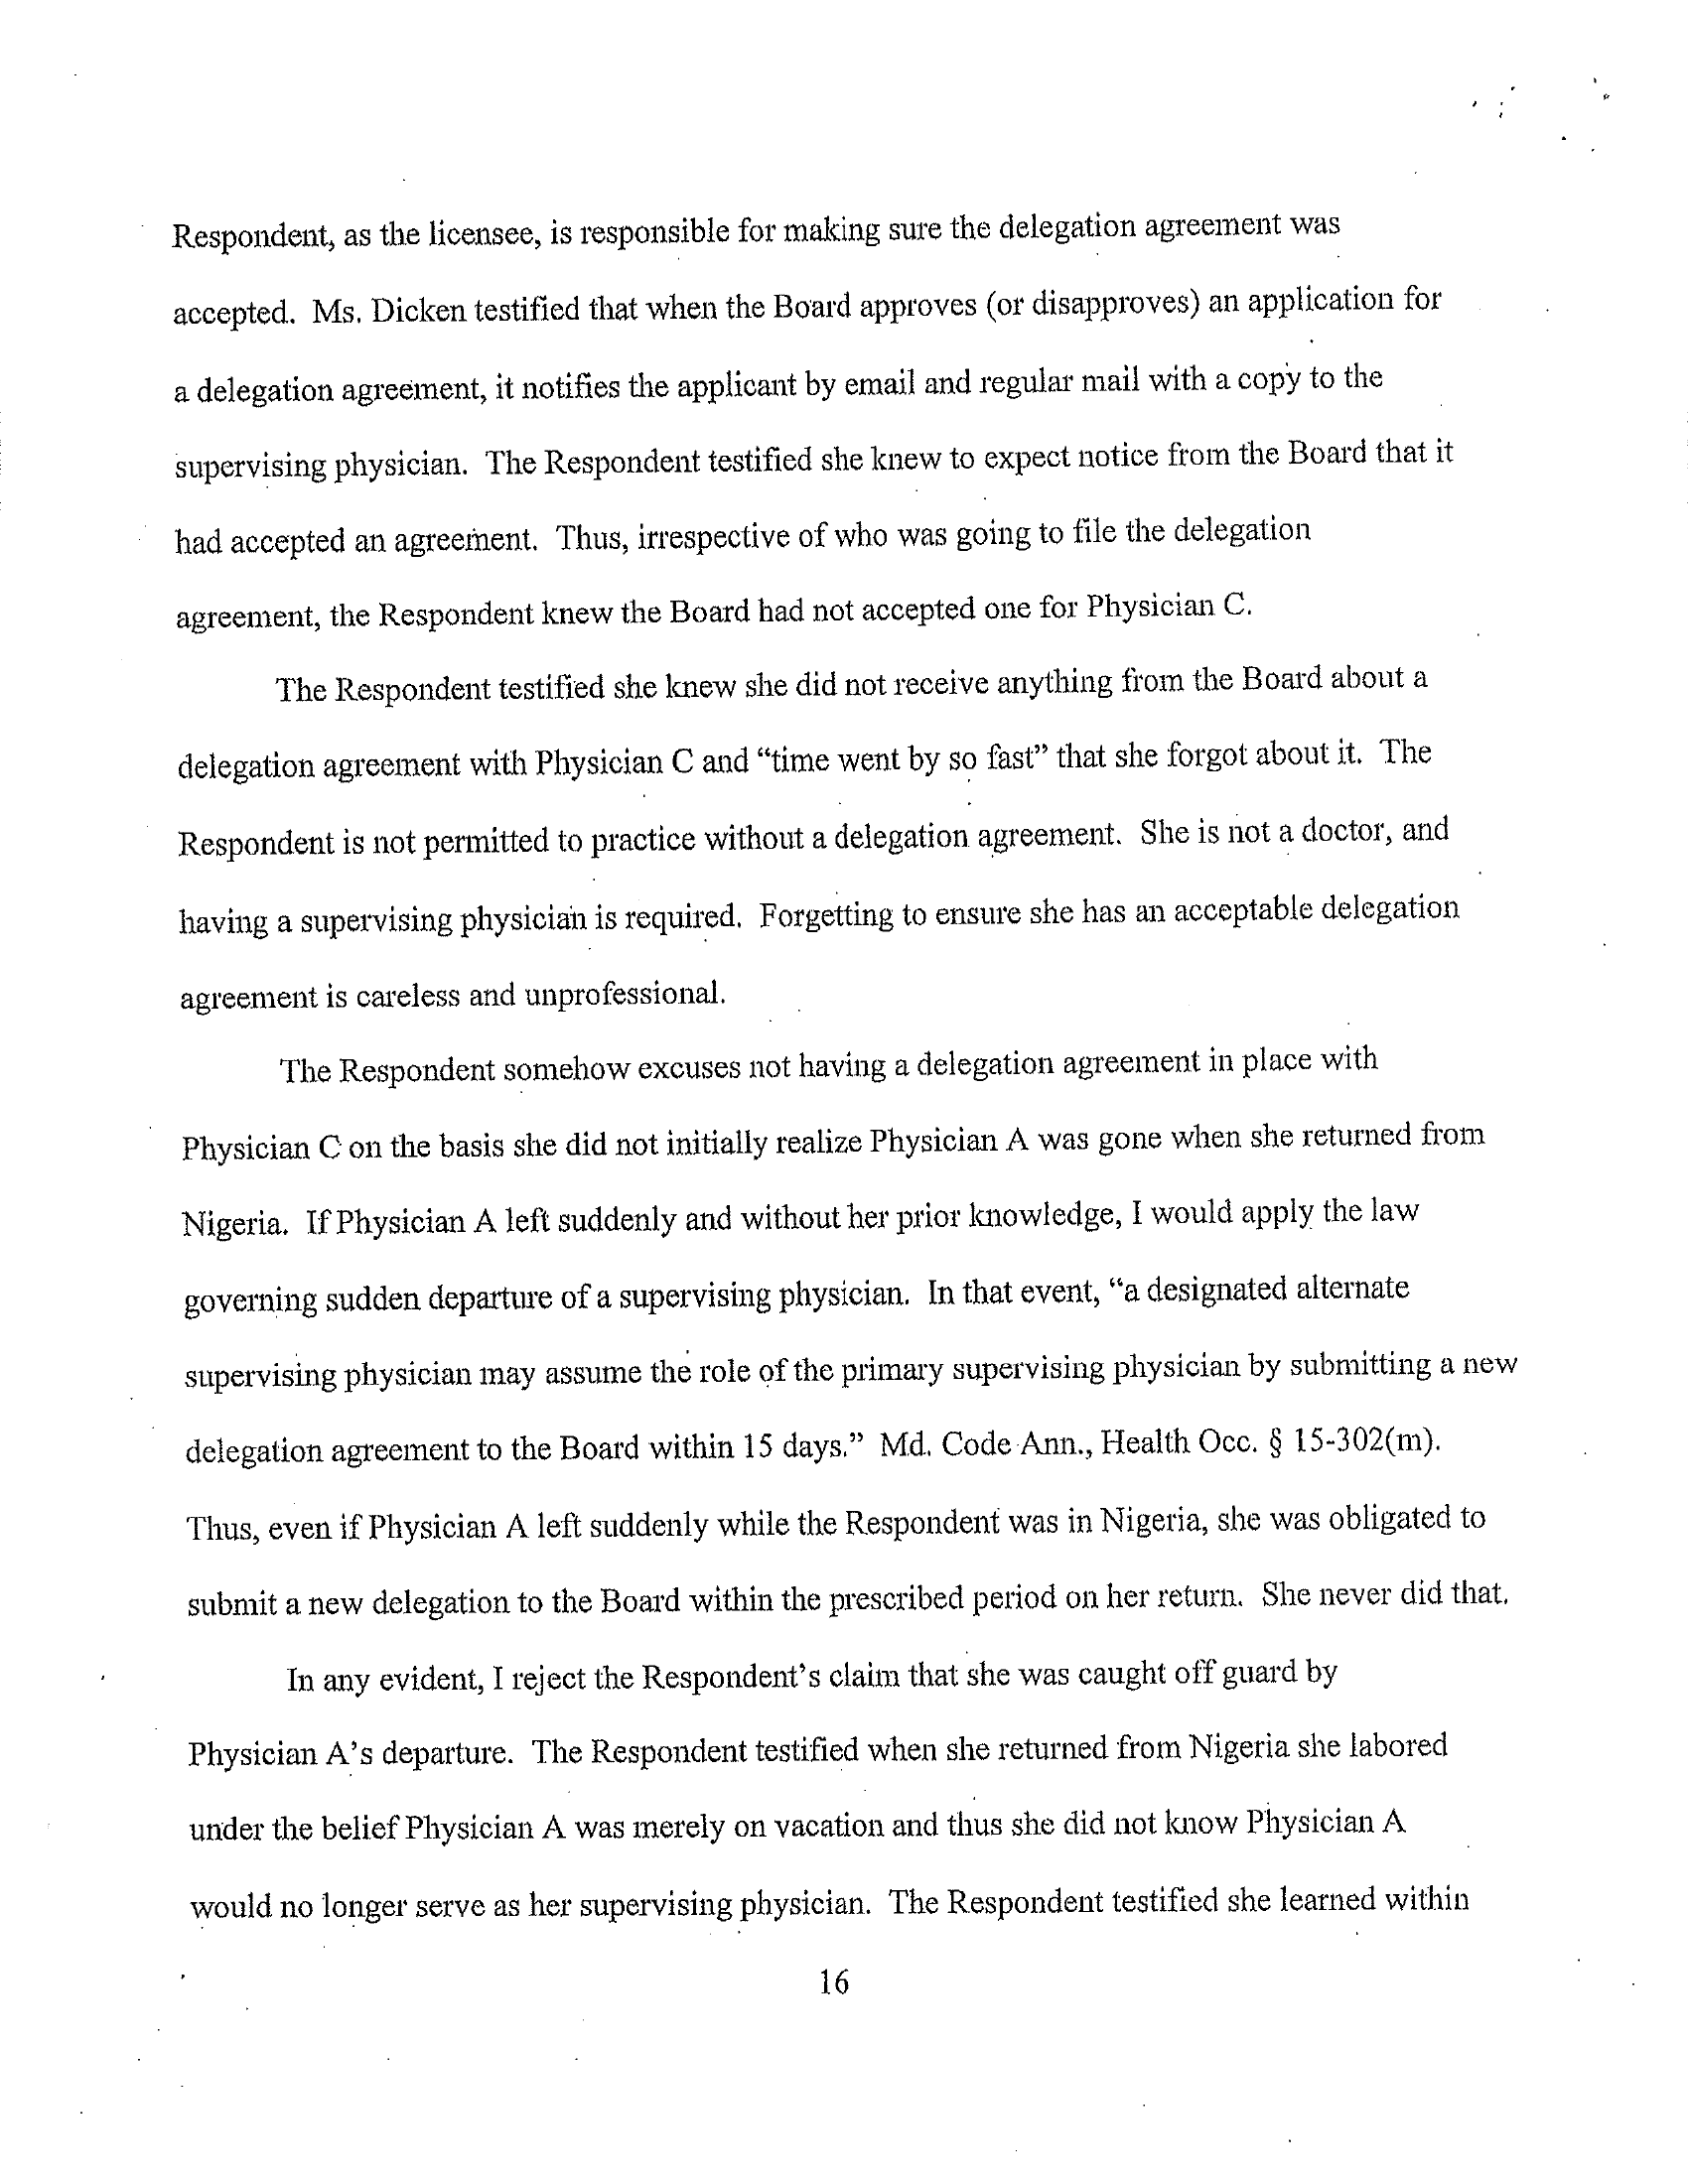 Respondent, as the licensee, is responsible for making sure the delegation agreement was
accepted. Ms. Dicken testified that when the Board approves (or disapproves) an application for
a delegation agreement, it notifies the applicant by email and regular mail with a copy to the
supervising physician. The Respondent testified she knew to expect notice from the Board that it
had accepted an agreement. Thus, irrespective of who was going to file the delegation
agreement, the Respondent knew the Board had not accepted one for Physician C.
The Respondent testified she knew she did not receive anything from the Board about a
delegation agreement with Physician C and “time went by so fast” that she forgot about it. The
Respondent is not permitted to practice without a delegation agreement. She is not a doctor, and
having a supervising physician is required. Forgetting to ensure she has an acceptable delegation
agreement is careless and unprofessional.
The Respondent somehow excuses not having a delegation agreement in place with
Physician C on the basis she did not initially realize Physician A was gone when she returned from
Nigeria. If Physician A left suddenly and without her prior knowledge, I would apply the law
governing sudden departure of a supervising physician. In that event, “a designated alternate
supervising physician may assume the role of the primary supervising physician by submitting a new
delegation agreement to the Board within 15 days.” Md. Code Ann., Health Occ. § 15-302(m).
Thus, even if Physician A left suddenly while the Respondent was in Nigeria, she was obligated to
submit a new delegation to the Board within the prescribed period on her return. She never did that.
In any evident, I reject the Respondent’s claim that she was caught off guard by
Physician A’s departure. The Respondent testified when she returned from Nigeria she labored
under the belief Physician A was merely on vacation and thus she did not know Physician A
would no longer serve as her supervising physician. The Respondent testified she learned within
16